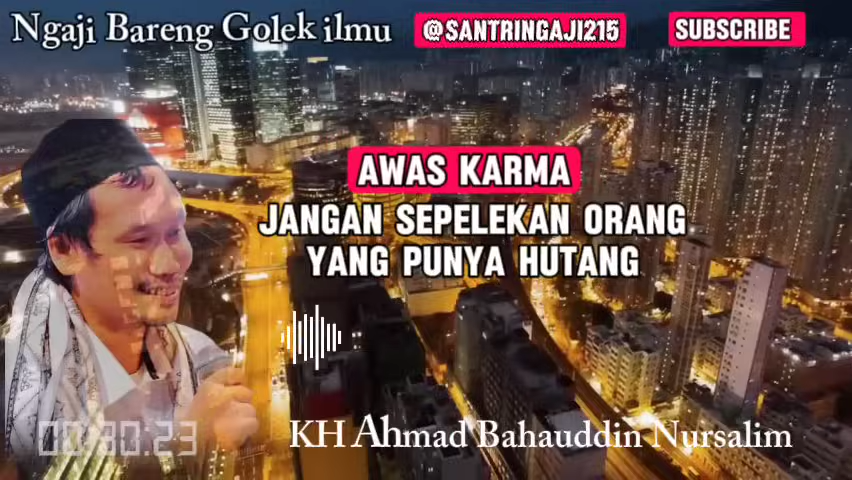 Ngaji Bareng Golek ilmu
@SANTRINGAJI215
SUBSCRIBE
AWAS KARMA
JANGAN SEPELEKAN ORANG
YANG PUNYA HUTANG
00:30:23
KH Ahmad Bahauddin Nursalim